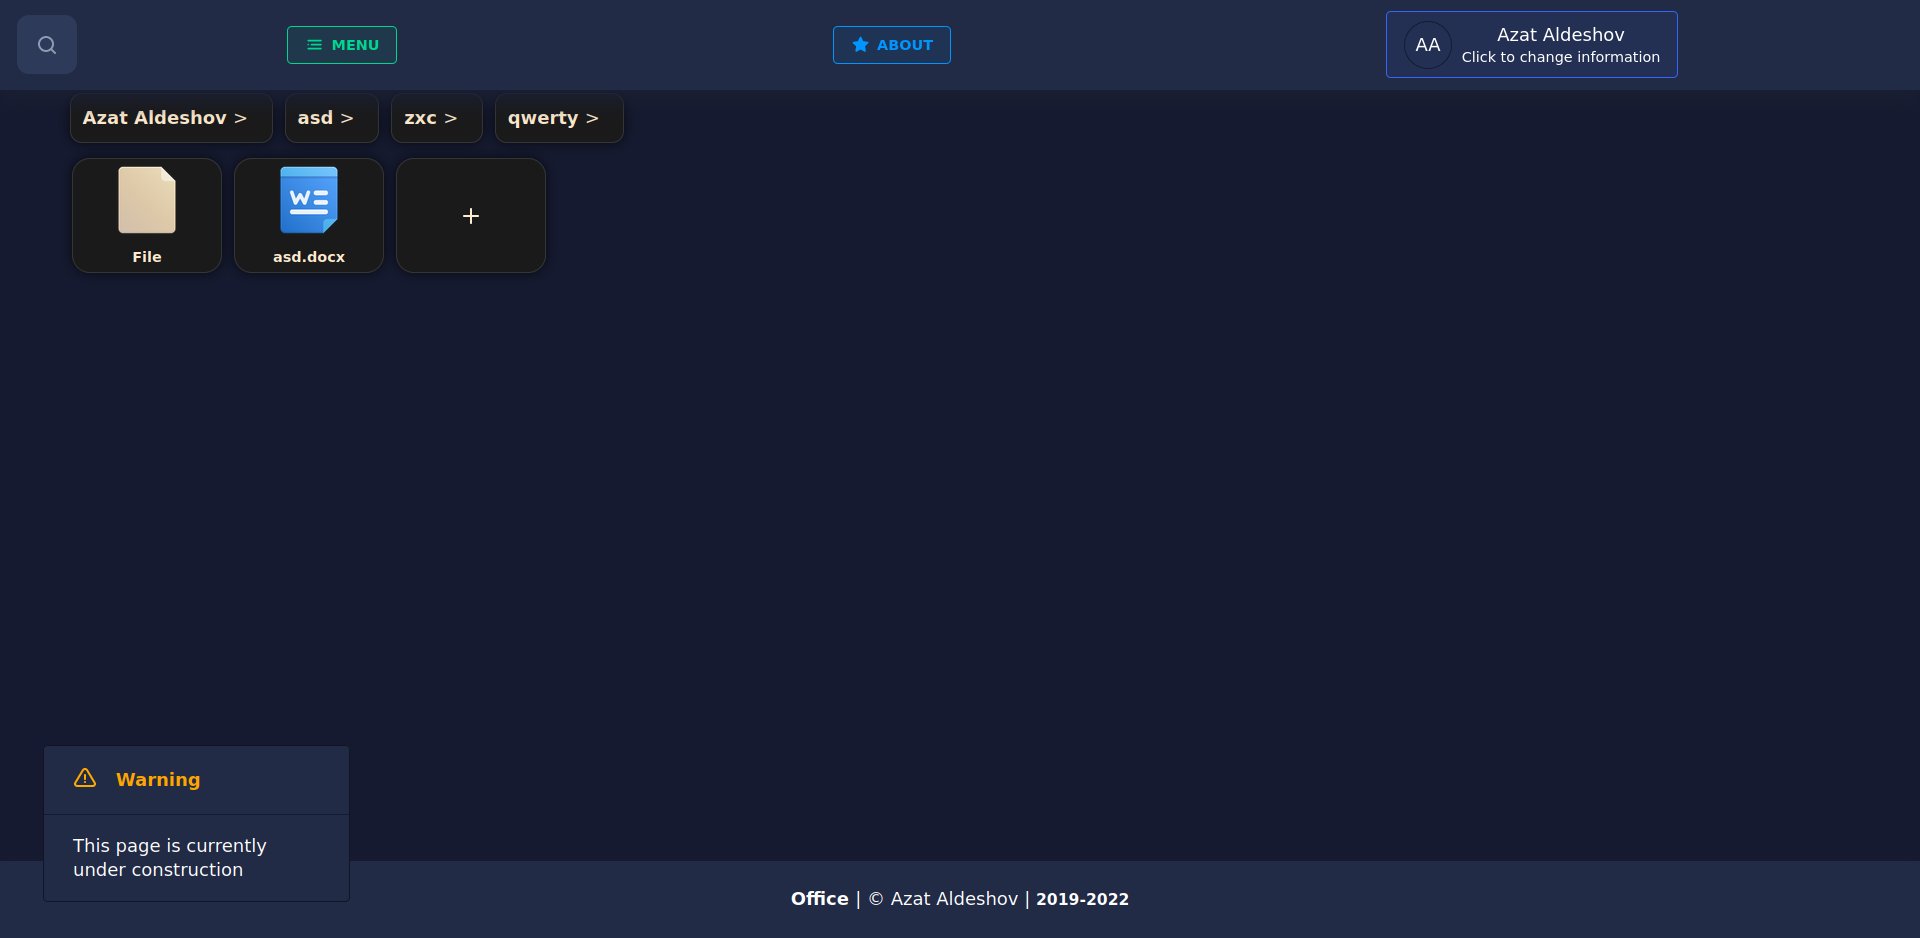 MENU
ABOUT
AA
Azat Aldeshov
Click to change information
Azat Aldeshov > asd > zxc > qwerty >
W
File
asd.docx
+
Warning
This page is currently
under construction
Office | © Azat Aldeshov | 2019-2022